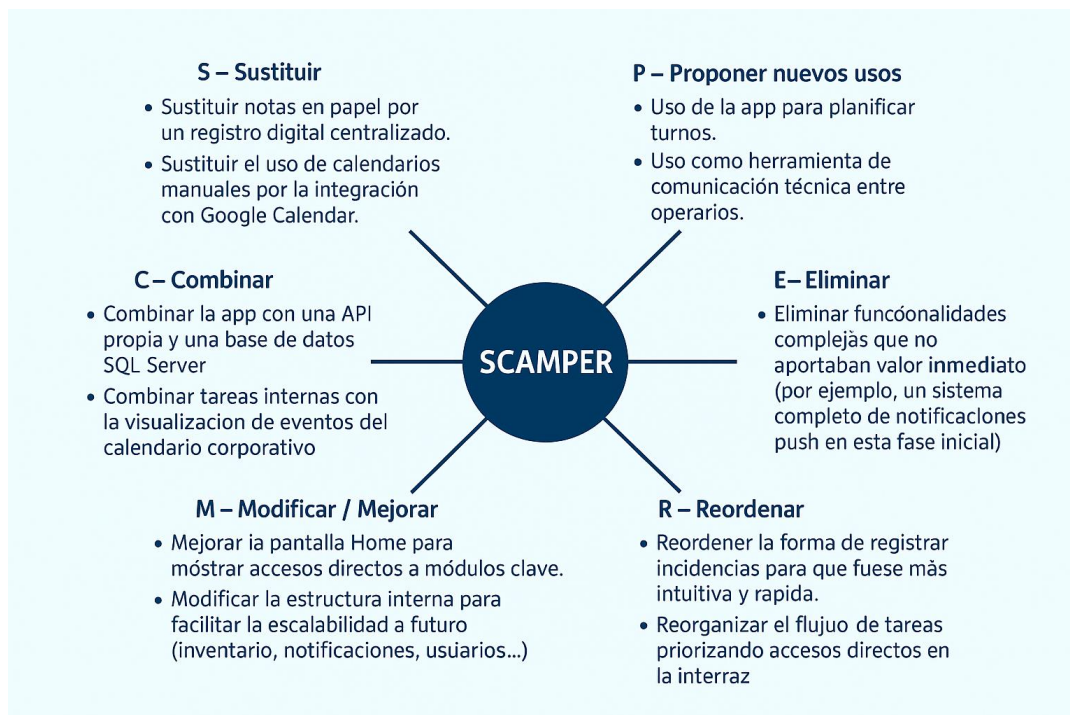 S – Sustituir
• Sustituir notas en papel por
un registro digital centralizado.
• Sustituir el uso de calendarios
manuales por la integración
con Google Calendar.
C – Combinar
• Combinar la app con una API
propia y una base de datos
SQL Server
• Combinar tareas internas con
la visualizacion de eventos del
calendario corporativo
M – Modificar / Mejorar
• Mejorar ia pantalla Home para
móstrar accesos directos a módulos clave.
• Modificar la estructura interna para
facilitar la escalabilidad a futuro
(inventario, notificaciones, usuarios...)
SCAMPER
P – Proponer nuevos usos
• Uso de la app para planificar
turnos.
• Uso como herramienta de
comunicación técnica entre
operarios.
E– Eliminar
• Eliminar funcóonalidades
complejàs que no
aportaban valor inmediato
(por ejemplo, un sistema
completo de notificaclones
push en esta fase inicial)
R – Reordenar
• Reordener la forma de registrar
incidencias para que fuese màs
intuitiva y rapida.
• Reorganizar el flujuo de tareas
priorizando accesos directos en
la interraz